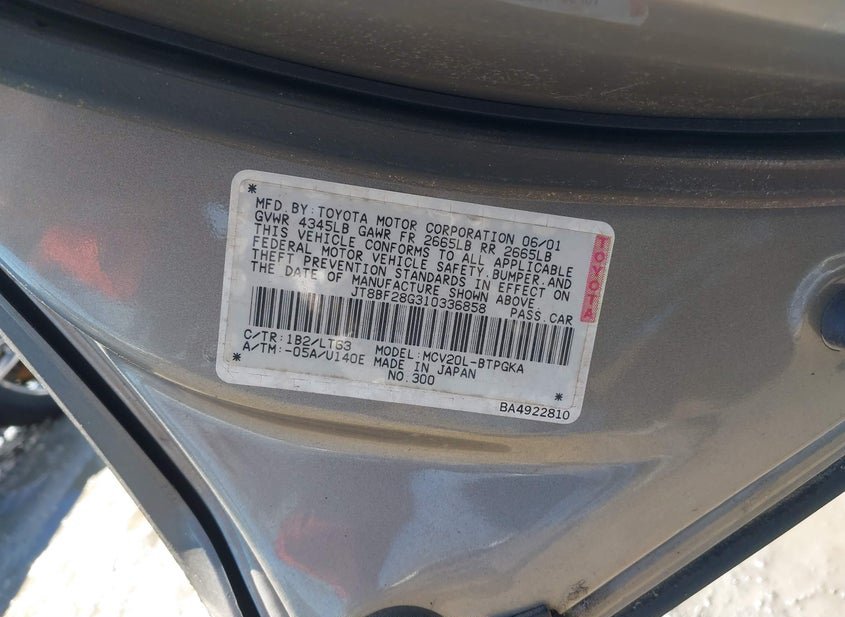 MFD. BY: TOYOTA MOTOR CORPORATION 06/01
GVWR 4345LB GAWR FR 2665LB RR 2665LB
THIS VEHICLE CONFORMS TO ALL APPLICABLE
FEDERAL MOTOR VEHICLE SAFETY.BUMPER.AND
THEFT PREVENTION STANDARDS IN EFFECT ON
THE DATE OF MANUFACTURE SHOWN ABOVE
JT8BF28G310336858 PASS.CAR
TOYOTA
C/TR:1B2/LTG3 MODEL:MCV20L-BTPGKA
A/TM:-05A/U140E MADE IN JAPAN
NO.300
BA4922810